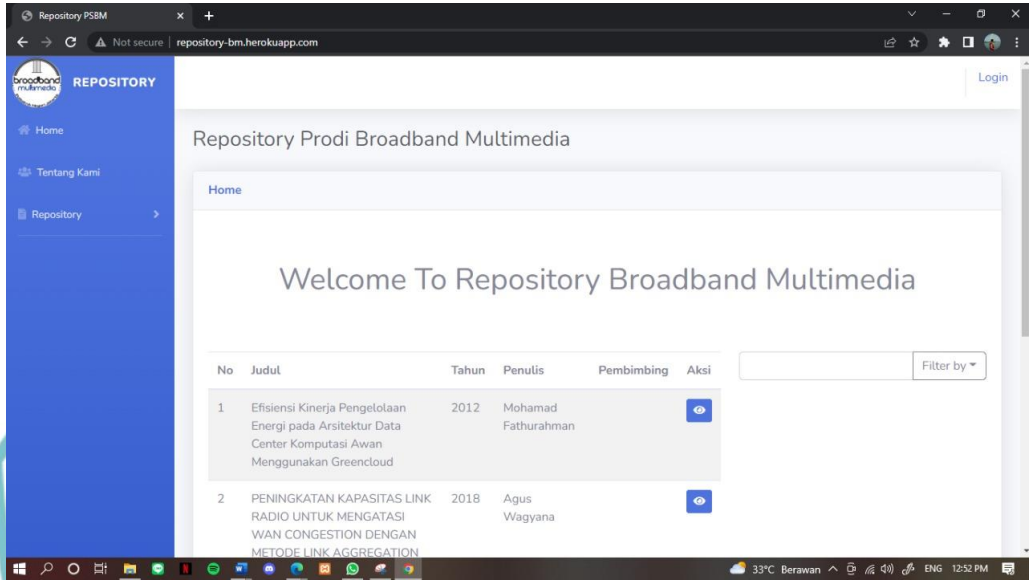 Repository PSBM
Not secure | repository-bm.herokuapp.com
broadband
multimedia
REPOSITORY
Login
Home
Tentang Kami
Repository
Repository Prodi Broadband Multimedia
Home
Welcome To Repository Broadband Multimedia
No Judul Tahun Penulis Pembimbing Aksi
Filter by
1 Efisiensi Kinerja Pengelolaan 2012 Mohamad
Energi pada Arsitektur Data Fathurahman
Center Komputasi Awan
Menggunakan Greencloud
2 PENINGKATAN KAPASITAS LINK 2018 Agus
RADIO UNTUK MENGATASI Wagyana
WAN CONGESTION DENGAN
METODE LINK AGGREGATION
33°C Berawan ENG 12:52 PM